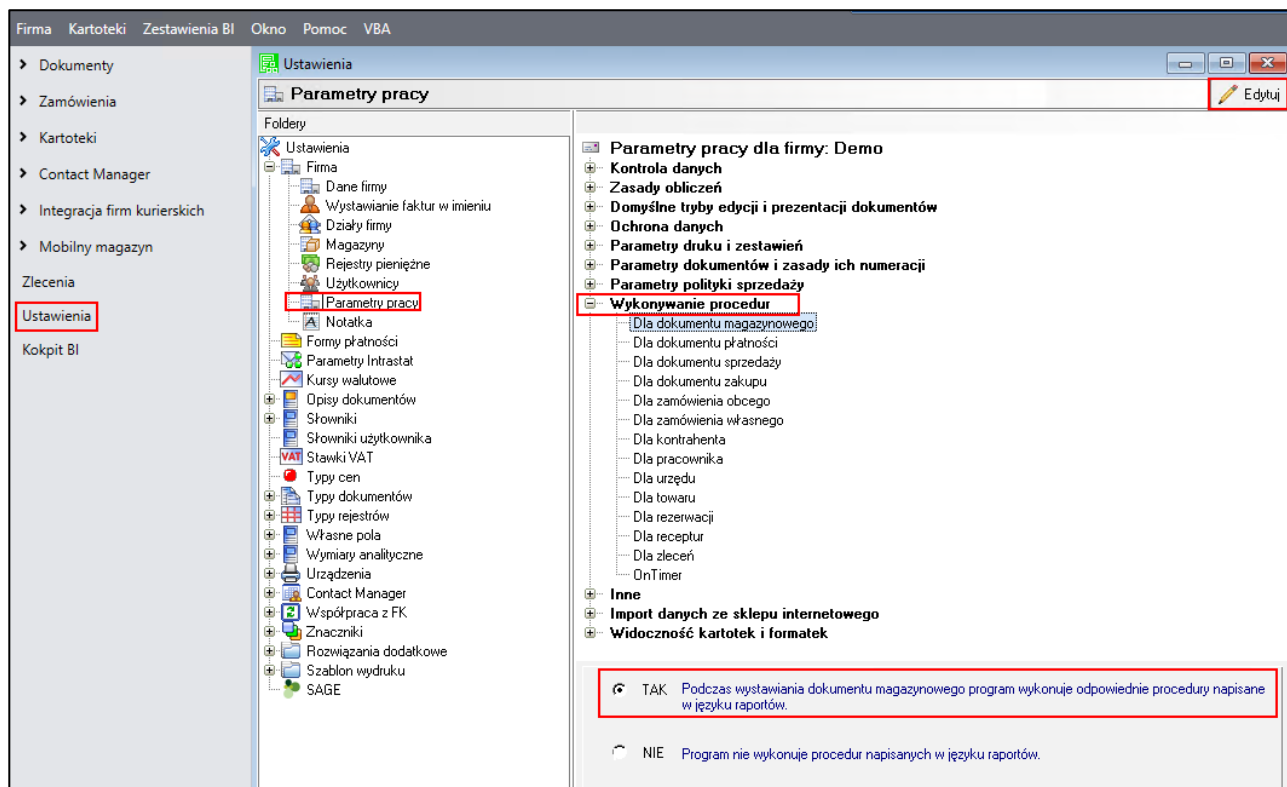 Firma Kartoteki Zestawienia BI Okno Pomoc VBA
Dokumenty
Zamówienia
Kartoteki
Contact Manager
Integracja firm kurierskich
Mobilny magazyn
Zlecenia
Ustawienia
Kokpit BI
Ustawienia
Parametry pracy
Edytuj
Foldery
Ustawienia
Firma
Dane firmy
Wystawianie faktur w imieniu
Działy firmy
Magazyny
Rejestry pieniężne
Użytkownicy
Parametry pracy
Notatka
Formy płatności
Parametry Intrastat
Kursy walutowe
Opisy dokumentów
Słowniki
Słowniki użytkownika
VAT Stawki VAT
Typy cen
Typy dokumentów
Typy rejestrów
Własne pola
Wymiary analityczne
Urządzenia
Contact Manager
Współpraca z FK
Znaczniki
Rozwiązania dodatkowe
Szablon wydruku
SAGE
Parametry pracy dla firmy: Demo
Kontrola danych
Zasady obliczeń
Domyślne tryby edycji i prezentacji dokumentów
Ochrona danych
Parametry druku i zestawień
Parametry dokumentów i zasady ich numeracji
Parametry polityki sprzedaży
Wykonywanie procedur
Dla dokumentu magazynowego
Dla dokumentu płatności
Dla dokumentu sprzedaży
Dla dokumentu zakupu
Dla zamówienia obcego
Dla zamówienia własnego
Dla kontrahenta
Dla pracownika
Dla urzędu
Dla towaru
Dla rezerwacji
Dla receptur
Dla zleceń
OnTimer
Inne
Import danych ze sklepu internetowego
Widoczność kartotek i formatek
TAK Podczas wystawiania dokumentu magazynowego program wykonuje odpowiednie procedury napisane
w języku raportów.
NIE Program nie wykonuje procedur napisanych w języku raportów.